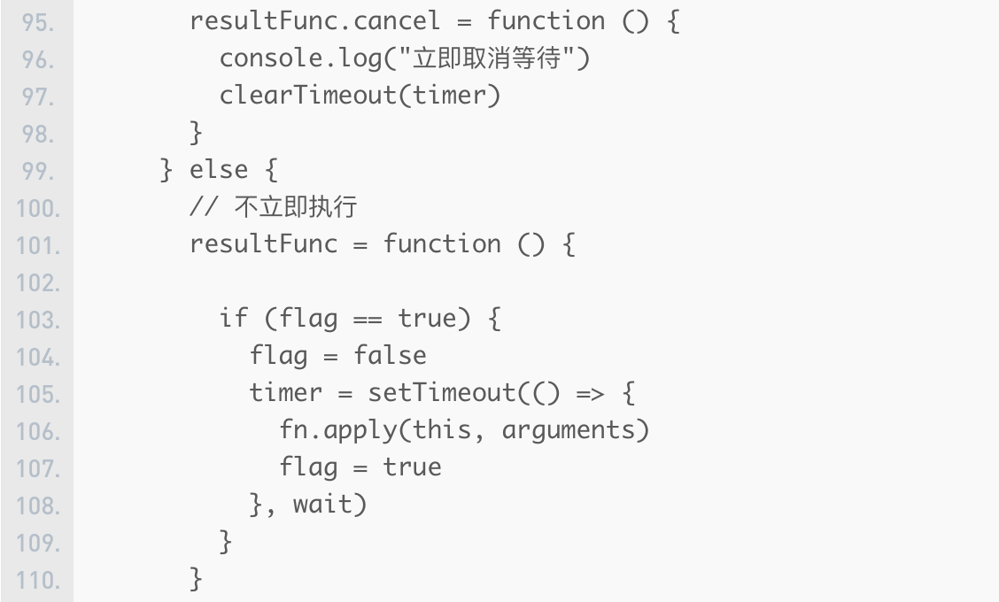 95. resultFunc.cancel = function () {
96. console.log("立即取消等待")
97. clearTimeout(timer)
98. }
99. } else {
100. // 不立即执行
101. resultFunc = function () {
102.
103. if (flag == true) {
104. flag = false
105. timer = setTimeout(() => {
106. fn.apply(this, arguments)
107. flag = true
108. }, wait)
109. }
110. }